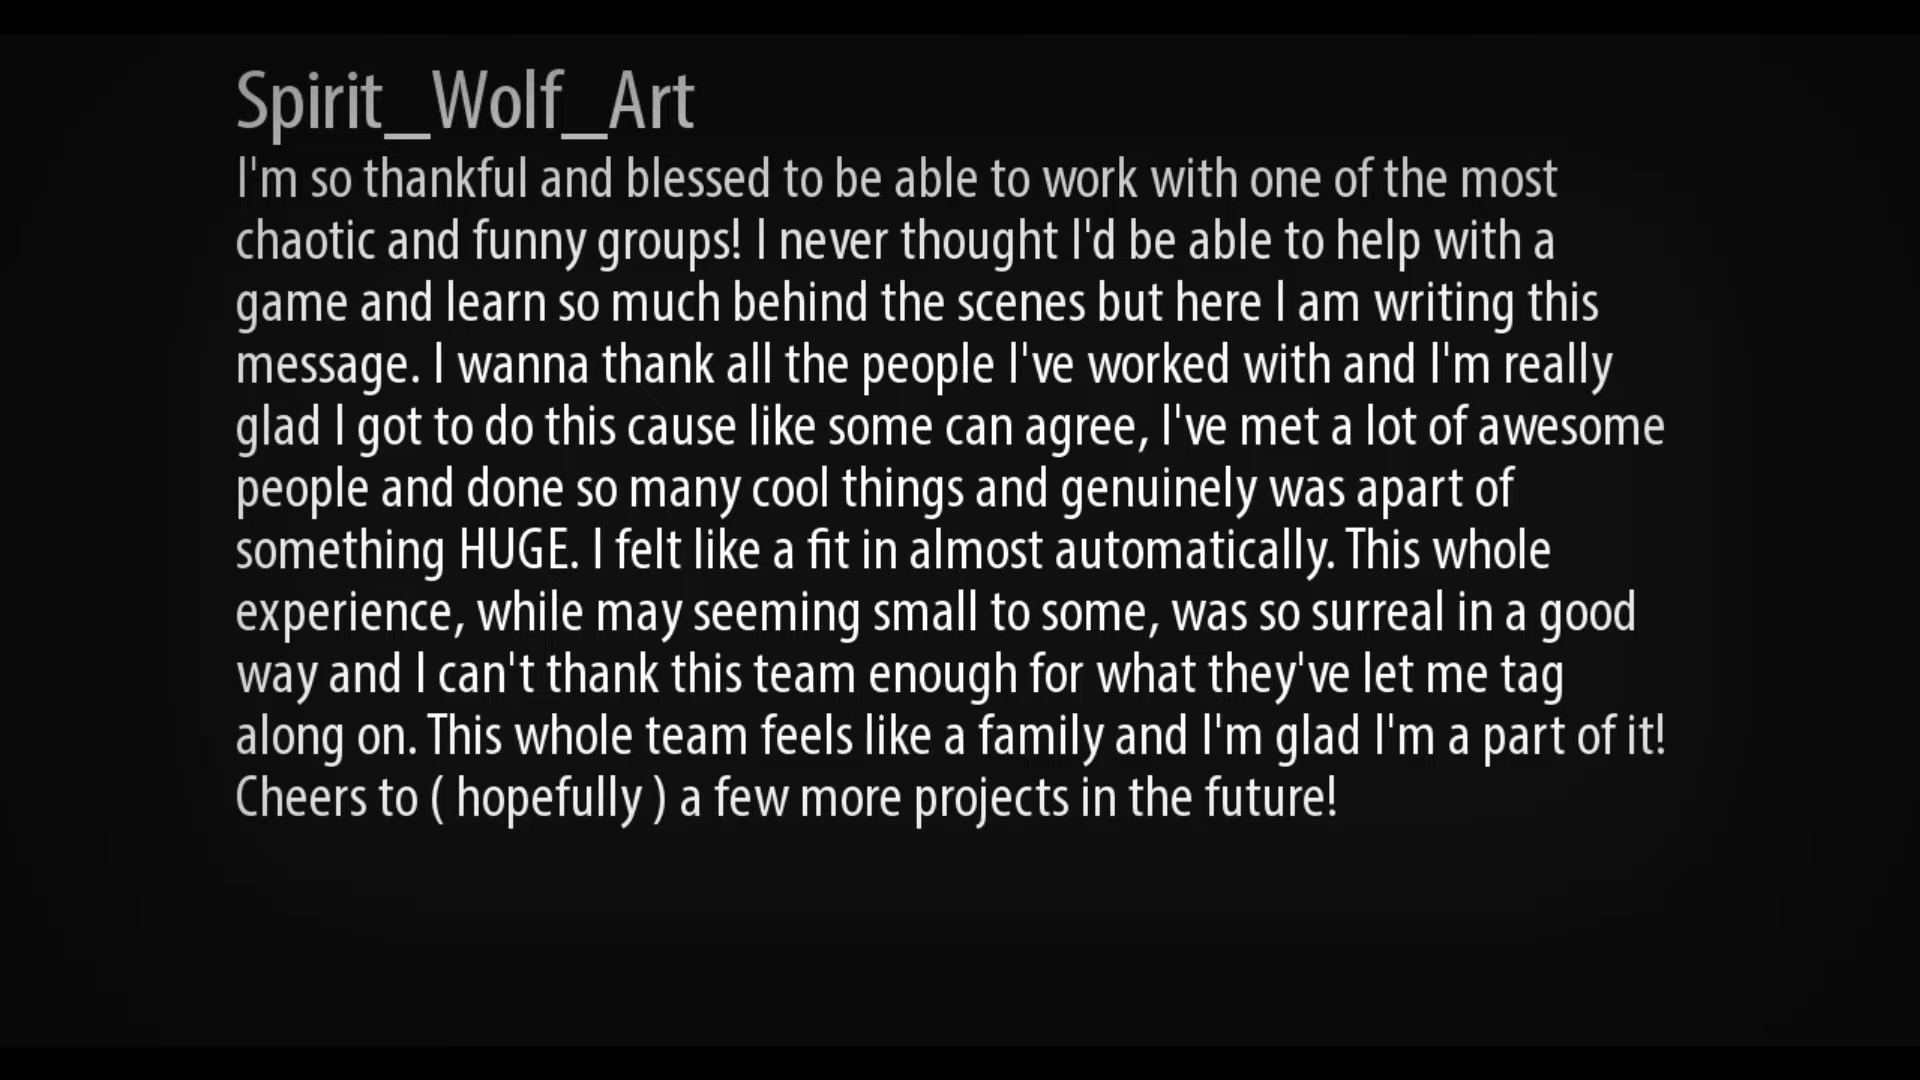 Spirit_Wolf_Art
I'm so thankful and blessed to be able to work with one of the most
chaotic and funny groups! I never thought I'd be able to help with a
game and learn so much behind the scenes but here I am writing this
message. I wanna thank all the people I've worked with and I'm really
glad I got to do this cause like some can agree, I've met a lot of awesome
people and done so many cool things and genuinely was apart of
something HUGE. I felt like a fit in almost automatically. This whole
experience, while may seeming small to some, was so surreal in a good
way and I can't thank this team enough for what they've let me tag
along on. This whole team feels like a family and I'm glad I'm a part of it!
Cheers to ( hopefully ) a few more projects in the future!